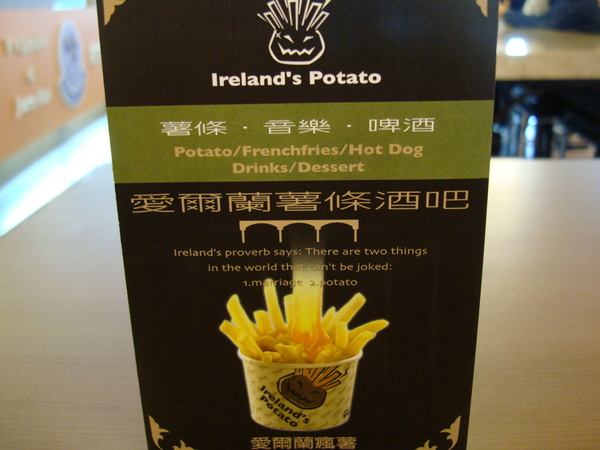 Ireland's Potato
薯條·音樂·啤酒
Potato/Frenchfries/Hot Dog
Drinks/Dessert
愛爾蘭薯條酒吧
Ireland's proverb says: There are two things
in the world that can't be joked:
1.marriage 2.potato
Ireland's
Potato
愛爾蘭瘋薯